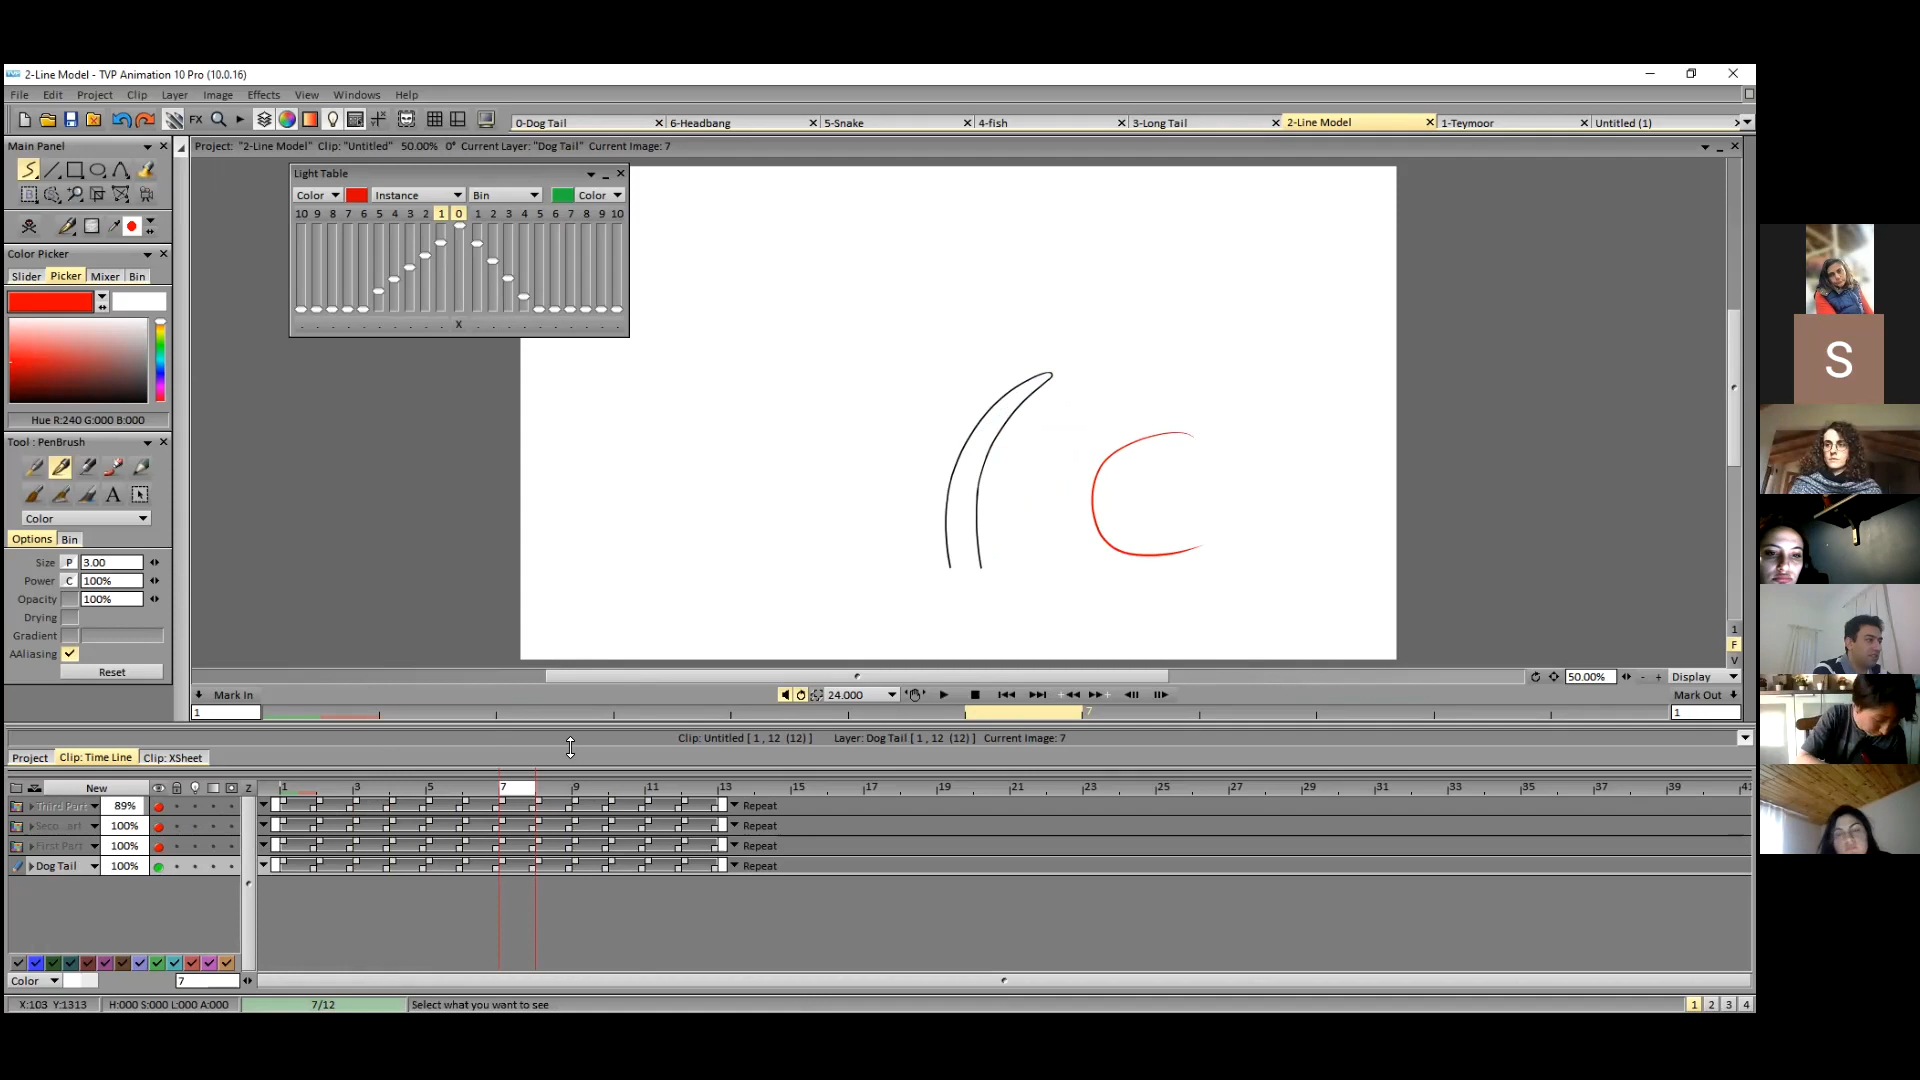 2-Line Model - TVP Animation 10 Pro (10.0.16)
File Edit Project Clip Layer Image Effects View Windows Help
FX
0-Dog Tail 6-Headbang 5-Snake 4-fish 3-Long Tail 2-Line Model 1-Teymoor Untitled (1)
Main Panel
Project: "2-Line Model" Clip: "Untitled" 50.00% 0° Current Layer: "Dog Tail" Current Image: 7
Light Table
Color Instance Bin Color
10 9 8 7 6 5 4 3 2 1 0 1 2 3 4 5 6 7 8 9 10
X
Color Picker
Slider Picker Mixer Bin
Hue R:240 G:000 B:000
Tool : PenBrush
A
Color
Options Bin
Size P 3.00
Power C 100%
Opacity 100%
Drying
Gradient
AAliasing
Reset
S
1
F
V
50.00% - + Display
Mark In 24.000 Mark Out
1 7 1
Clip: Untitled [ 1 , 12 (12) ] Layer: Dog Tail [ 1 , 12 (12) ] Current Image: 7
Project Clip: Time Line Clip: XSheet
New Z 1 3 5 7 9 11 13 15 17 19 21 23 25 27 29 31 33 35 37 39 41
Third Part 89% Repeat
Seco...art 100% Repeat
First Part 100% Repeat
Dog Tail 100% Repeat
Color 7
X:103 Y:1313 H:000 S:000 L:000 A:000 7/12 Select what you want to see 1 2 3 4